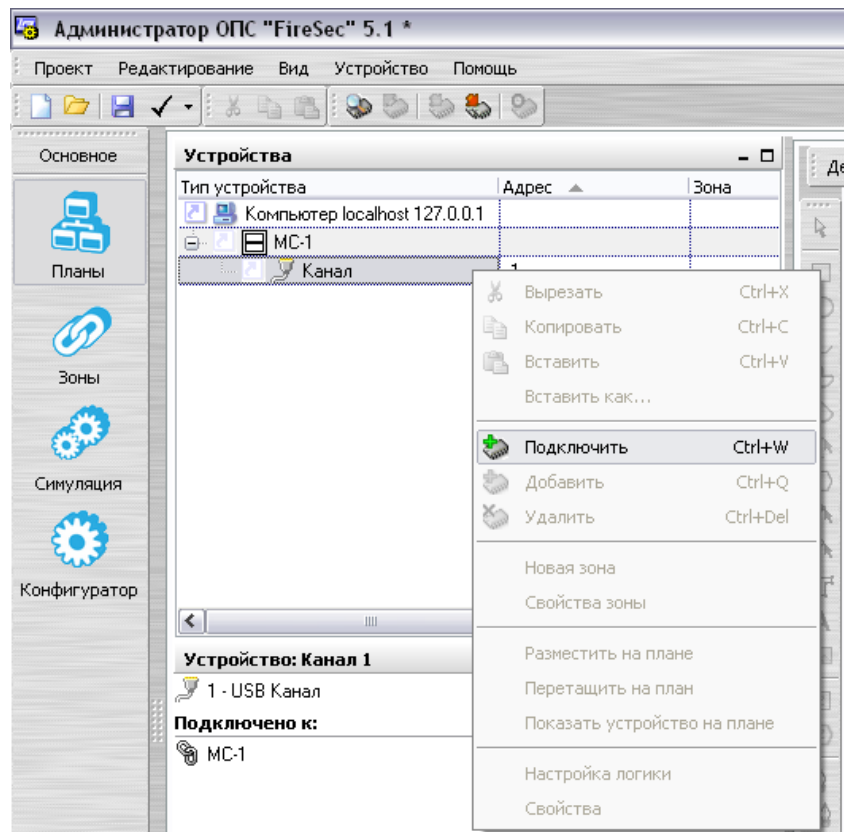 Администратор ОПС "FireSec" 5.1 *
Проект Редактирование Вид Устройство Помощь
Основное
Планы
Зоны
Симуляция
Конфигуратор
Устройства
Тип устройства Адрес Зона
Компьютер localhost 127.0.0.1
МС-1
Канал 1
Вырезать Ctrl+X
Копировать Ctrl+C
Вставить Ctrl+V
Вставить как...
Подключить Ctrl+W
Добавить Ctrl+Q
Удалить Ctrl+Del
Новая зона
Свойства зоны
Разместить на плане
Перетащить на план
Показать устройство на плане
Настройка логики
Свойства
Устройство: Канал 1
1 - USB Канал
Подключено к:
МС-1